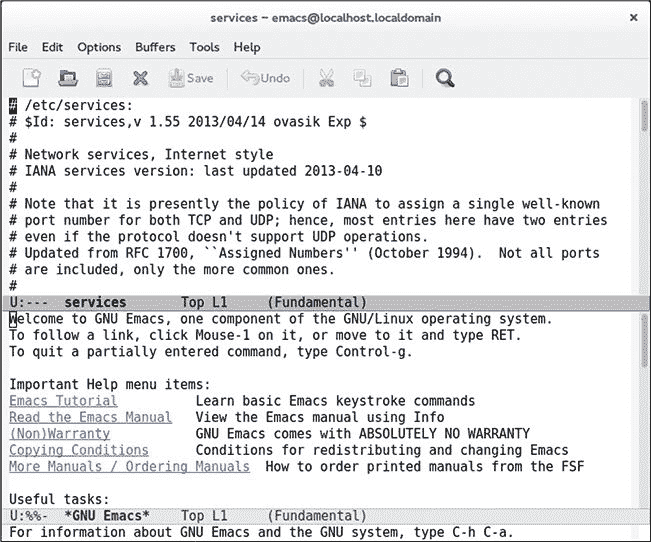 services – emacs@localhost.localdomain ×
File Edit Options Buffers Tools Help
Save Undo
# /etc/services:
# $Id: services,v 1.55 2013/04/14 ovasik Exp $
#
# Network services, Internet style
# IANA services version: last updated 2013-04-10
#
# Note that it is presently the policy of IANA to assign a single well-known
# port number for both TCP and UDP; hence, most entries here have two entries
# even if the protocol doesn't support UDP operations.
# Updated from RFC 1700, ``Assigned Numbers'' (October 1994).  Not all ports
# are included, only the more common ones.
#
U:---  services       Top L1     (Fundamental)
Welcome to GNU Emacs, one component of the GNU/Linux operating system.
To follow a link, click Mouse-1 on it, or move to it and type RET.
To quit a partially entered command, type Control-g.
Important Help menu items:
Emacs Tutorial          Learn basic Emacs keystroke commands
Read the Emacs Manual   View the Emacs manual using Info
(Non)Warranty           GNU Emacs comes with ABSOLUTELY NO WARRANTY
Copying Conditions      Conditions for redistributing and changing Emacs
More Manuals / Ordering Manuals  How to order printed manuals from the FSF
Useful tasks:
U:%%-  *GNU Emacs*    Top L1     (Fundamental)
For information about GNU Emacs and the GNU system, type C-h C-a.